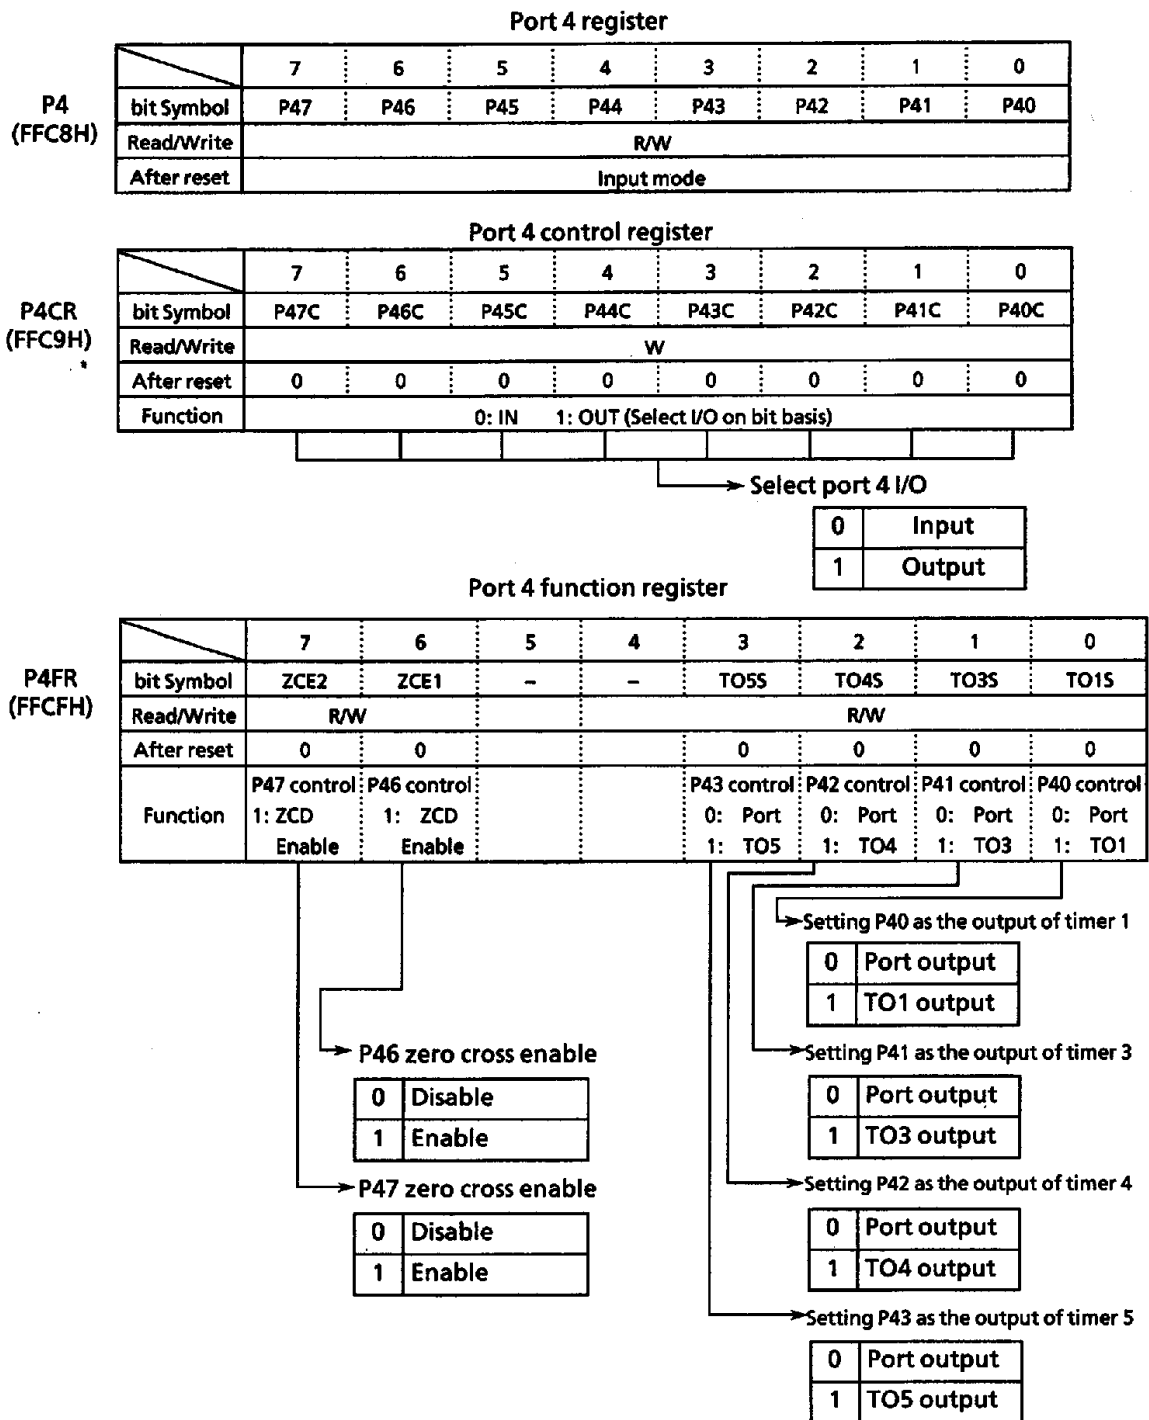 Port 4 register
7 6 5 4 3 2 1 0
P4
(FFC8H)
bit Symbol P47 P46 P45 P44 P43 P42 P41 P40
Read/Write R/W
After reset Input mode
Port 4 control register
7 6 5 4 3 2 1 0
P4CR
(FFC9H)
bit Symbol P47C P46C P45C P44C P43C P42C P41C P40C
Read/Write W
After reset 0 0 0 0 0 0 0 0
Function 0: IN 1: OUT (Select I/O on bit basis)
Select port 4 I/O
0 Input
1 Output
Port 4 function register
7 6 5 4 3 2 1 0
P4FR
(FFCFH)
bit Symbol ZCE2 ZCE1 – – TO5S TO4S TO3S TO1S
Read/Write R/W R/W
After reset 0 0 0 0 0 0
P47 control P46 control P43 control P42 control P41 control P40 control
Function 1: ZCD 1: ZCD 0: Port 0: Port 0: Port 0: Port
Enable Enable 1: TO5 1: TO4 1: TO3 1: TO1
Setting P40 as the output of timer 1
0 Port output
1 TO1 output
P46 zero cross enable
0 Disable
1 Enable
Setting P41 as the output of timer 3
0 Port output
1 TO3 output
P47 zero cross enable
0 Disable
1 Enable
Setting P42 as the output of timer 4
0 Port output
1 TO4 output
Setting P43 as the output of timer 5
0 Port output
1 TO5 output